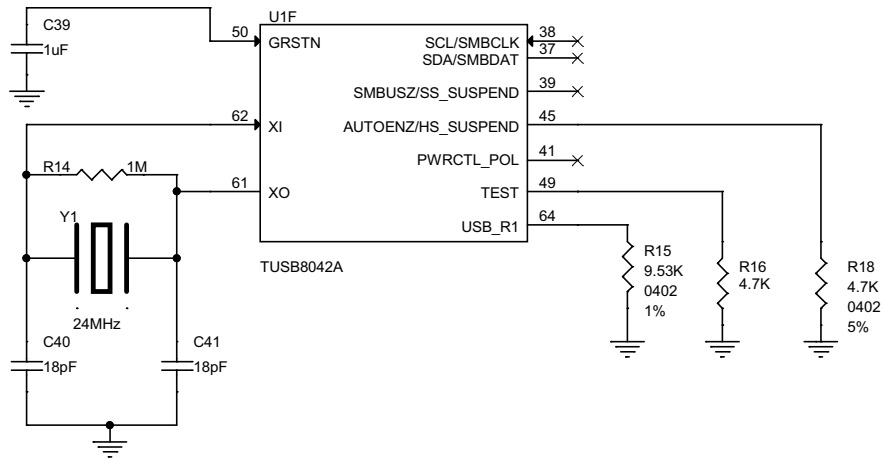 U1F
C39
1uF
50
GRSTN
SCL/SMBCLK
38
SDA/SMBDAT
37
SMBUSZ/SS_SUSPEND
39
62
XI
AUTOENZ/HS_SUSPEND
45
PWRCTL_POL
41
R14
1M
61
XO
TEST
49
Y1
USB_R1
64
TUSB8042A
R15
9.53K
0402
1%
R16
4.7K
R18
4.7K
0402
5%
24MHz
C40
18pF
C41
18pF